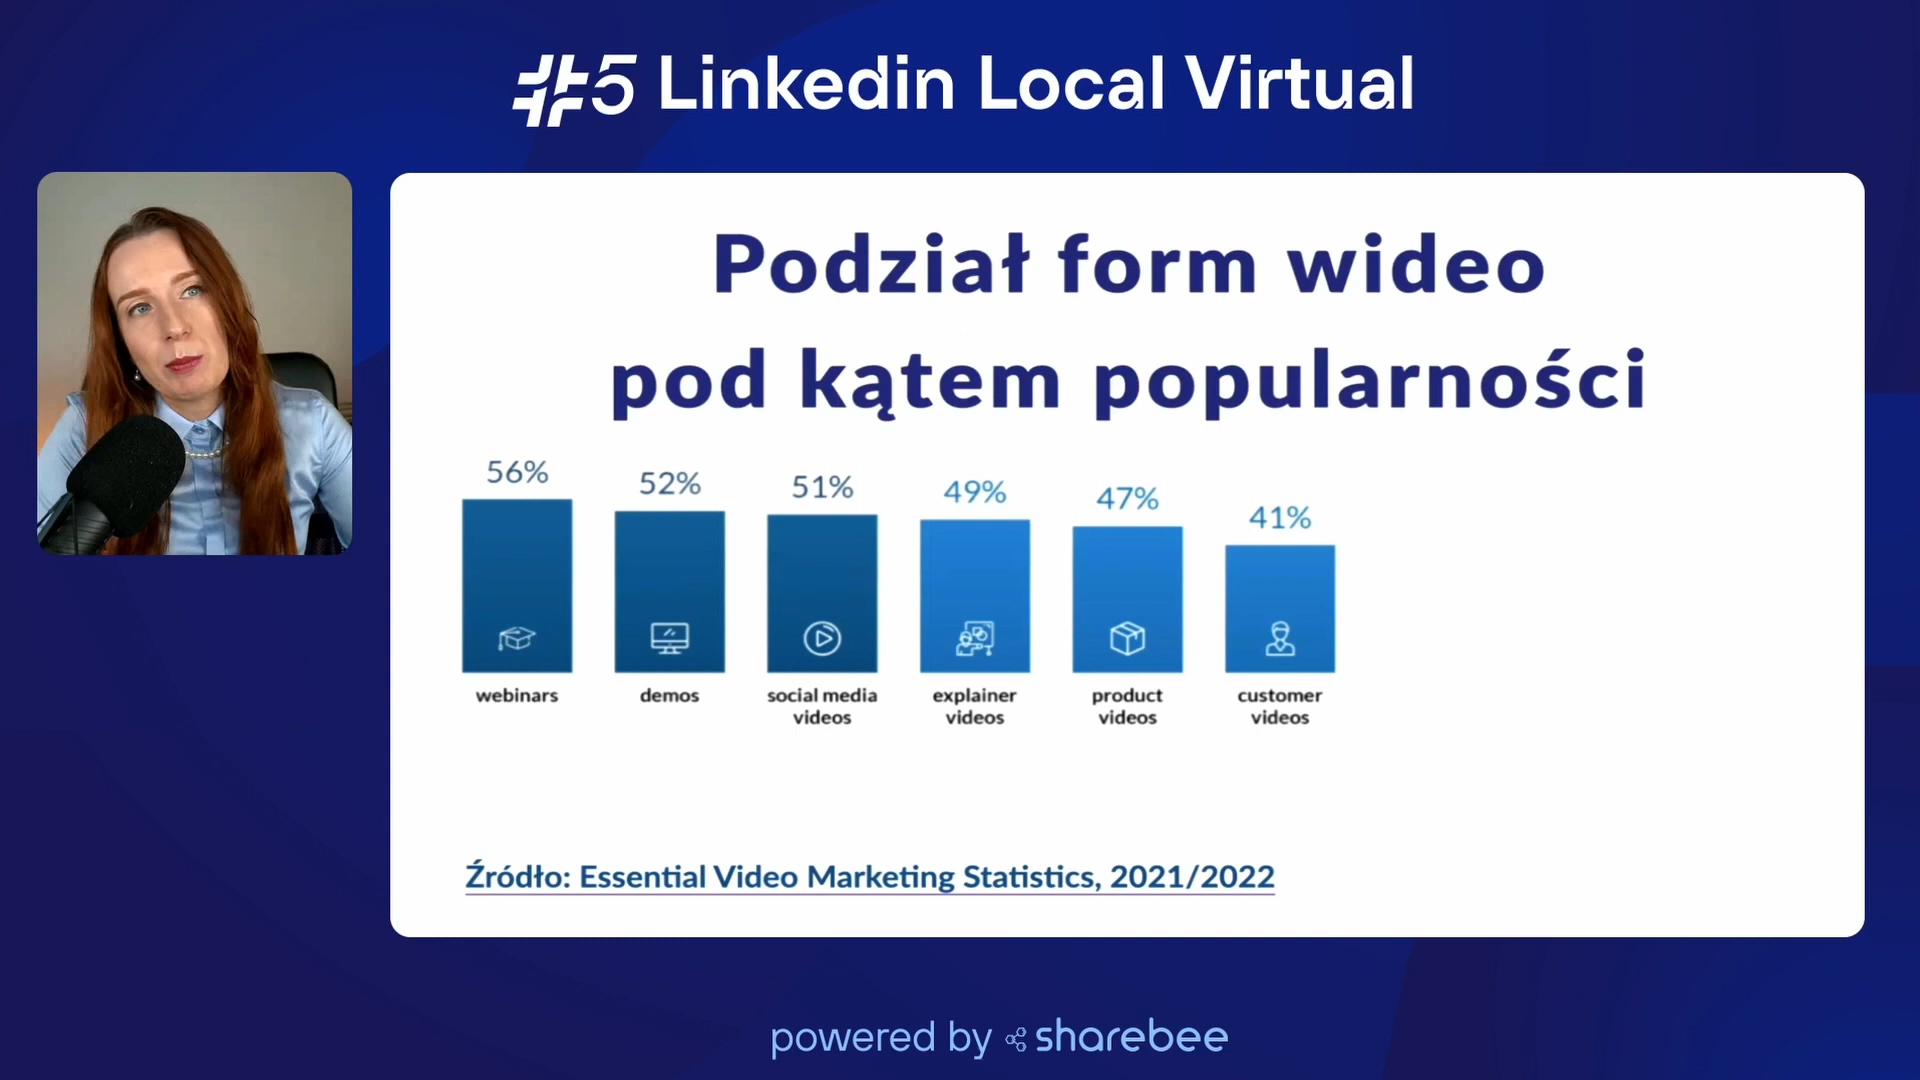 #5 Linkedin Local Virtual
Podział form wideo
pod kątem popularności
56%
52%
51%
49%
47%
41%
webinars
demos
social media
videos
explainer
videos
product
videos
customer
videos
Źródło: Essential Video Marketing Statistics, 2021/2022
powered by sharebee